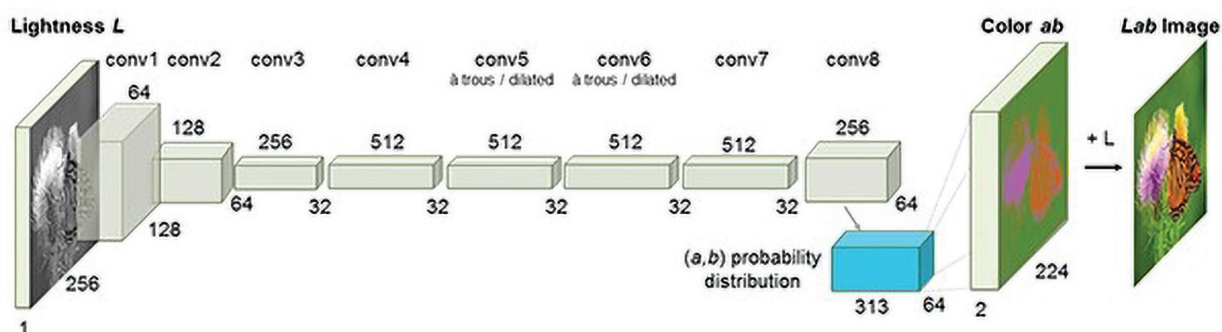 Lightness L
Color ab
Lab Image
conv1
conv2
conv3
conv4
conv5
conv6
conv7
conv8
à trous / dilated
à trous / dilated
64
128
256
512
512
512
512
256
+ L
64
32
32
32
32
32
64
128
256
1
(a,b) probability
distribution
313
64
2
224